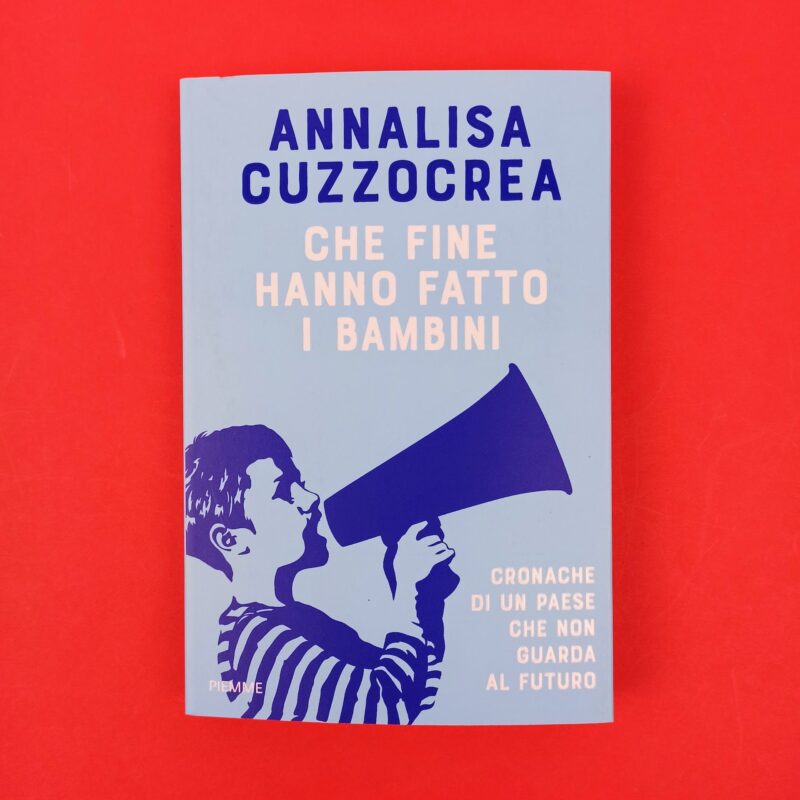 ANNALISA
CUZZOCREA
CHE FINE
HANNO FATTO
I BAMBINI
CRONACHE
DI UN PAESE
CHE NON
GUARDA
AL FUTURO
PIEMME